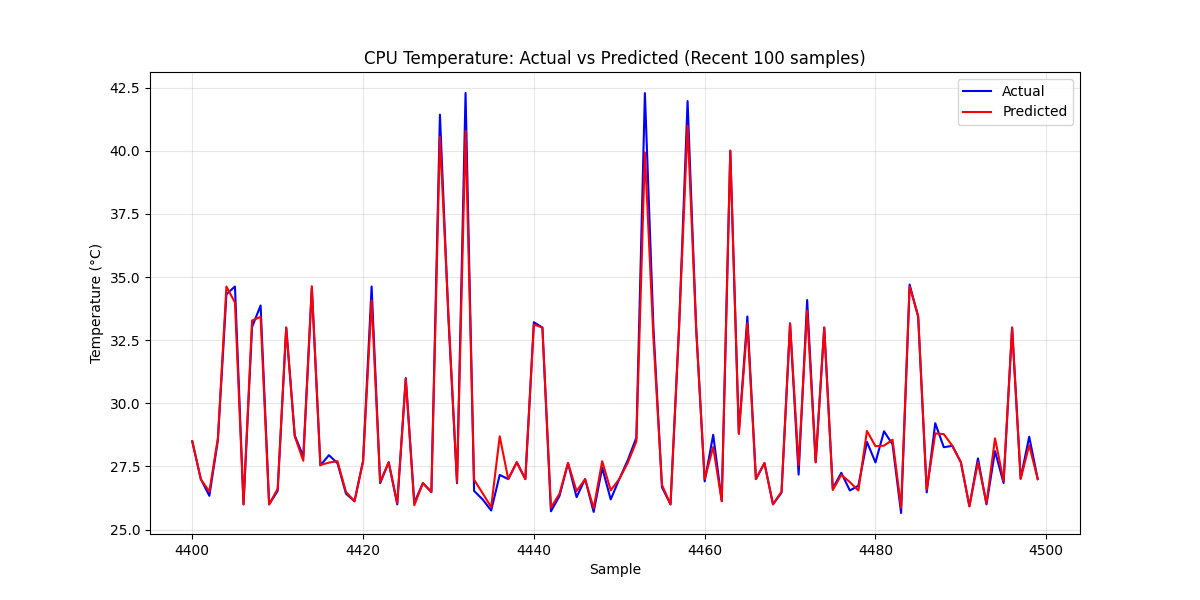 CPU Temperature: Actual vs Predicted (Recent 100 samples)
Actual
Predicted
42.5
40.0
37.5
35.0
32.5
30.0
27.5
25.0
Temperature (°C)
4400
4420
4440
4460
4480
4500
Sample